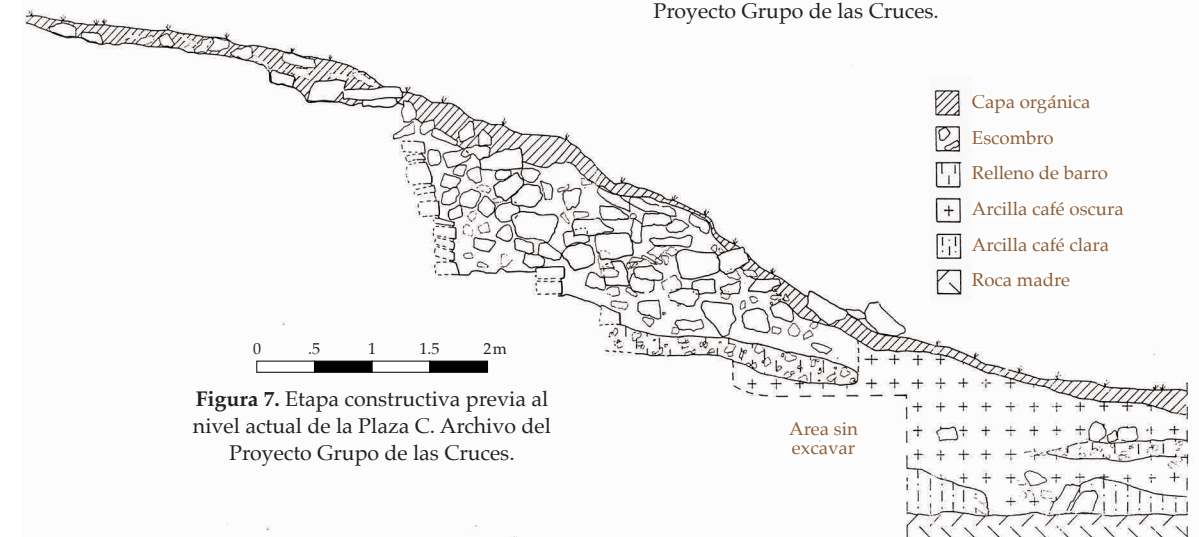 Proyecto Grupo de las Cruces.
Capa orgánica
Escombro
Relleno de barro
Arcilla café oscura
Arcilla café clara
Roca madre
0 .5 1 1.5 2m
Figura 7. Etapa constructiva previa al
nivel actual de la Plaza C. Archivo del
Proyecto Grupo de las Cruces.
Area sin
excavar